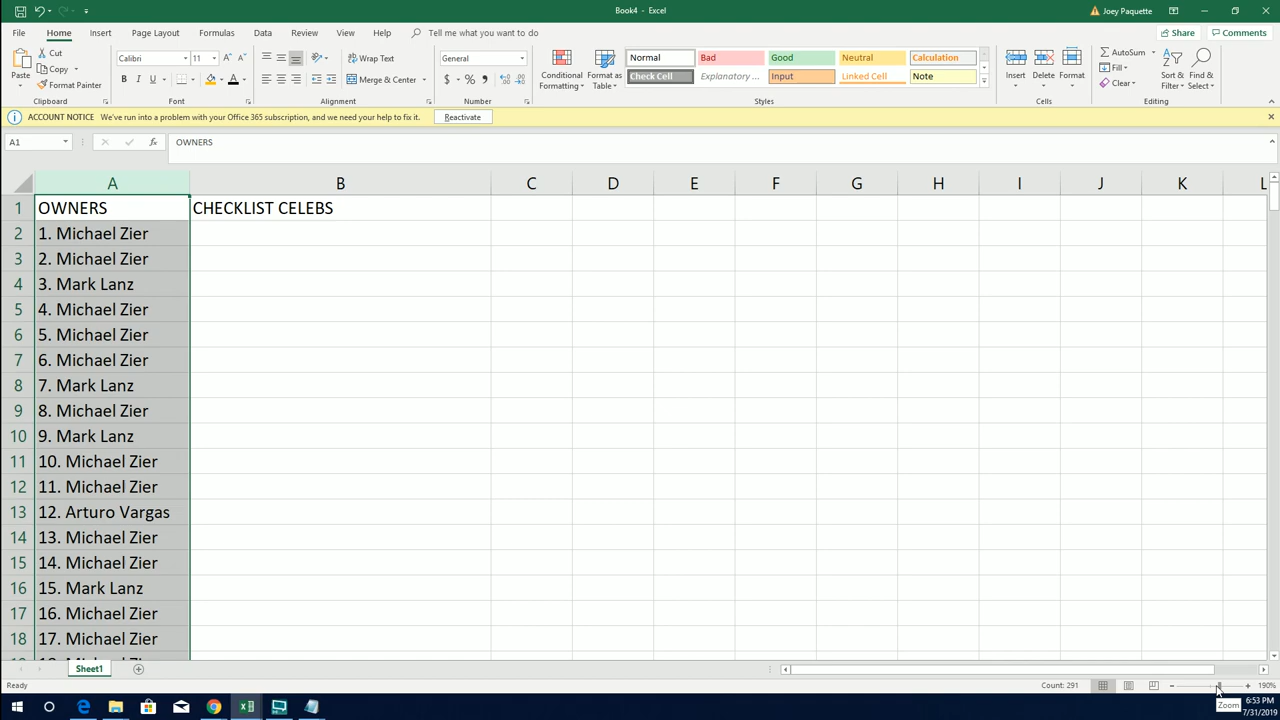 Book4 - Excel
Joey Paquette
File Home Insert Page Layout Formulas Data Review View Help Tell me what you want to do
Share Comments
Paste
Cut
Copy
Format Painter
Clipboard
Calibri 11
B I U
Font
Wrap Text
Merge & Center
Alignment
General
$ % ,
Number
Conditional Formatting
Format as Table
Normal Bad Good Neutral Calculation
Check Cell Explanatory ... Input Linked Cell Note
Styles
Insert Delete Format
Cells
AutoSum
Fill
Clear
Sort & Filter
Find & Select
Editing
ACCOUNT NOTICE We've run into a problem with your Office 365 subscription, and we need your help to fix it. Reactivate
A1 fx OWNERS
A B C D E F G H I J K L
1 OWNERS CHECKLIST CELEBS
2 1. Michael Zier
3 2. Michael Zier
4 3. Mark Lanz
5 4. Michael Zier
6 5. Michael Zier
7 6. Michael Zier
8 7. Mark Lanz
9 8. Michael Zier
10 9. Mark Lanz
11 10. Michael Zier
12 11. Michael Zier
13 12. Arturo Vargas
14 13. Michael Zier
15 14. Michael Zier
16 15. Mark Lanz
17 16. Michael Zier
18 17. Michael Zier
Sheet1
Ready Count: 291 190%
Zoom
6:53 PM
7/31/2019